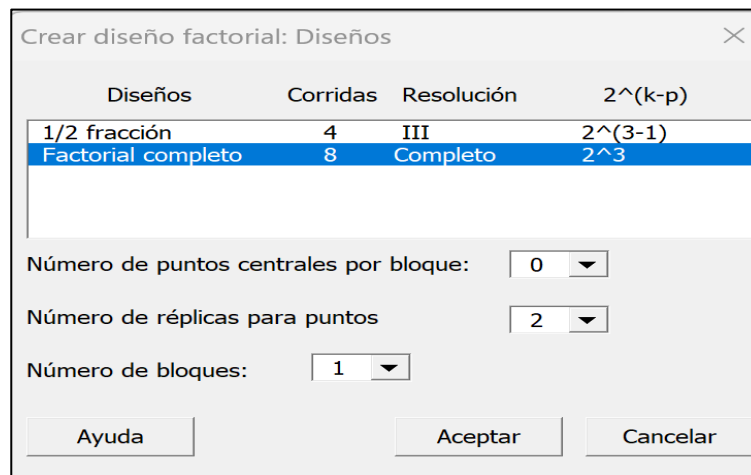 Crear diseño factorial: Diseños
Diseños Corridas Resolución 2^(k-p)
1/2 fracción 4 III 2^(3-1)
Factorial completo 8 Completo 2^3
Número de puntos centrales por bloque: 0
Número de réplicas para puntos 2
Número de bloques: 1
Ayuda Aceptar Cancelar